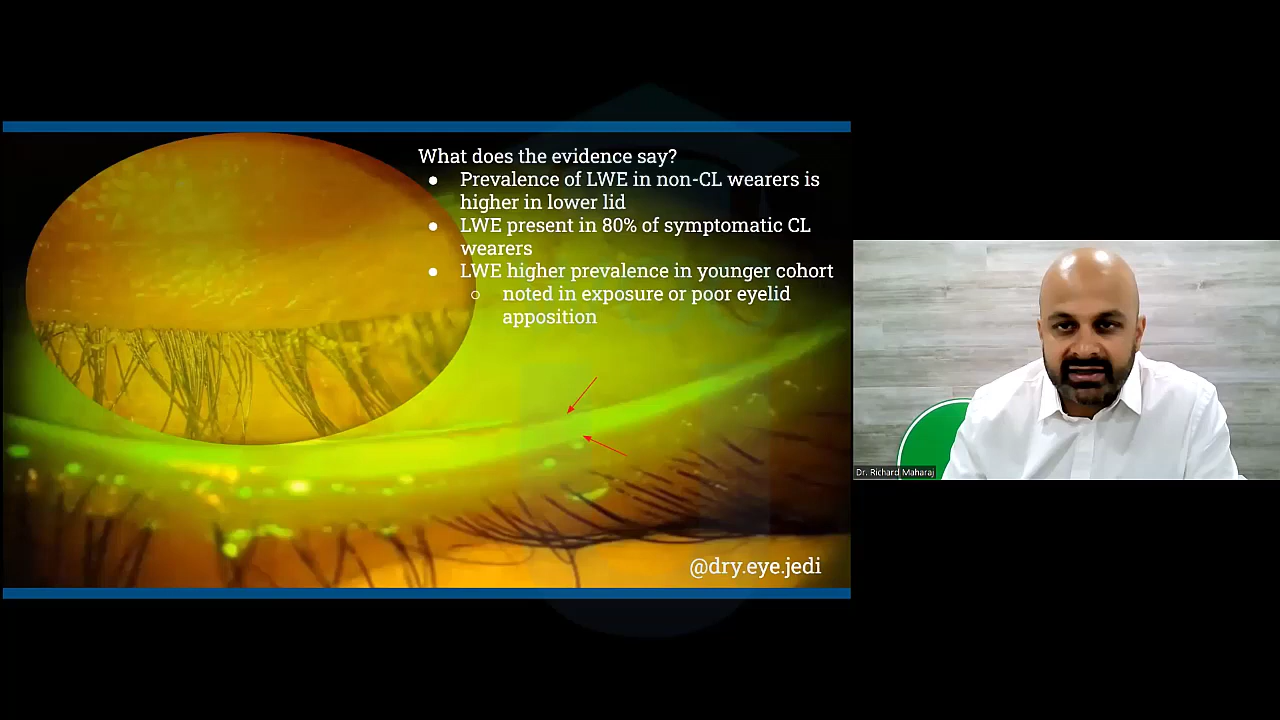 What does the evidence say?
● Prevalence of LWE in non-CL wearers is
higher in lower lid
● LWE present in 80% of symptomatic CL
wearers
● LWE higher prevalence in younger cohort
○ noted in exposure or poor eyelid
apposition
@dry.eye.jedi
Dr. Richard Maharaj